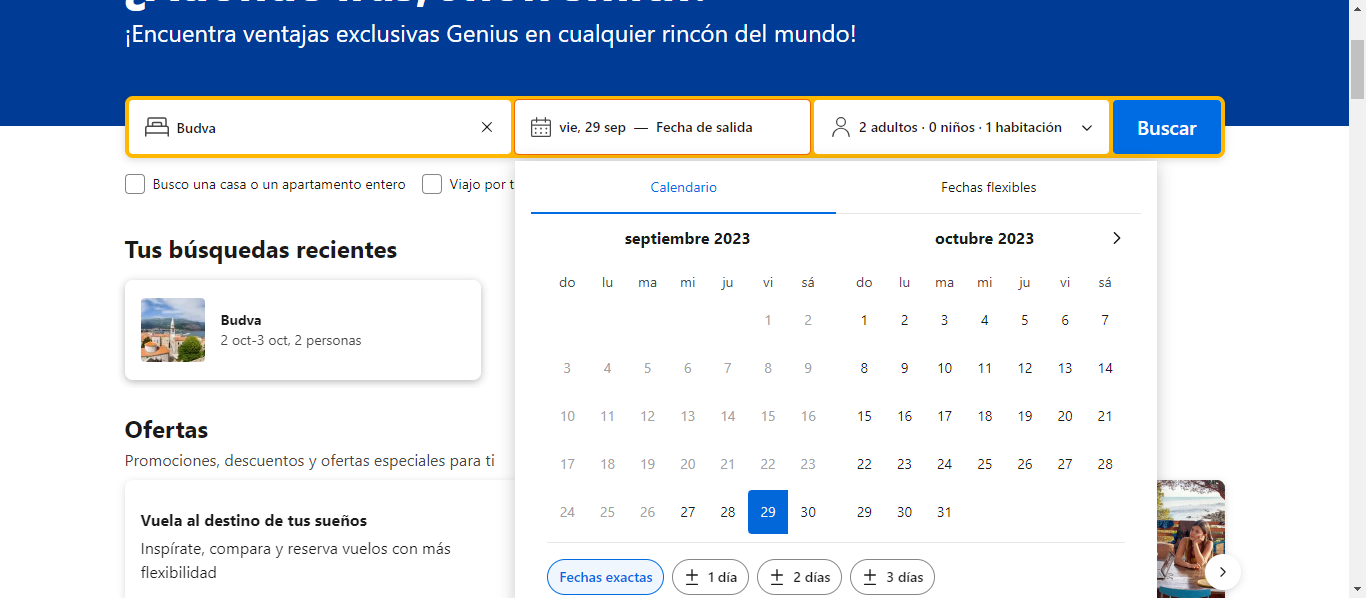 ¡Encuentra ventajas exclusivas Genius en cualquier rincón del mundo!
Budva
vie, 29 sep — Fecha de salida
2 adultos · 0 niños · 1 habitación
Buscar
Busco una casa o un apartamento entero
Viajo por t
Calendario
Fechas flexibles
septiembre 2023
do lu ma mi ju vi sá
1 2
3 4 5 6 7 8 9
10 11 12 13 14 15 16
17 18 19 20 21 22 23
24 25 26 27 28 29 30
octubre 2023
do lu ma mi ju vi sá
1 2 3 4 5 6 7
8 9 10 11 12 13 14
15 16 17 18 19 20 21
22 23 24 25 26 27 28
29 30 31
Fechas exactas
± 1 día
± 2 días
± 3 días
Tus búsquedas recientes
Budva
2 oct-3 oct, 2 personas
Ofertas
Promociones, descuentos y ofertas especiales para ti
Vuela al destino de tus sueños
Inspírate, compara y reserva vuelos con más
flexibilidad